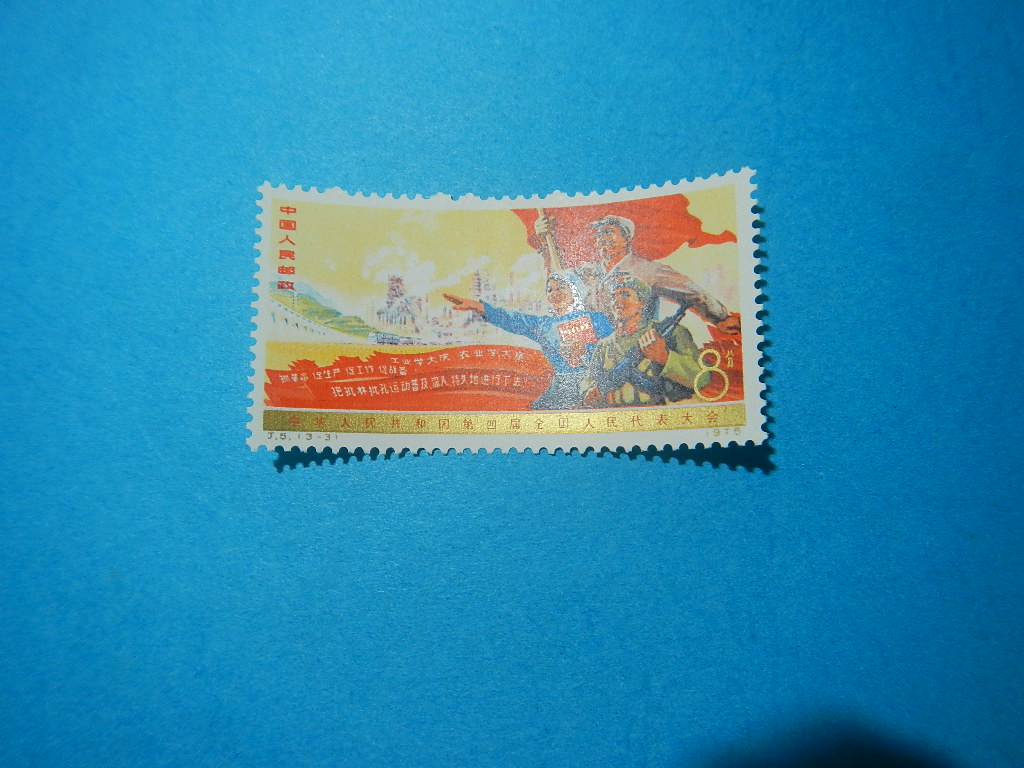 中国人民邮政
工业学大庆 农业学大寨
抓革命 促生产 促工作 促战备
把批林批孔运动普及、深入、持久地进行下去
8分
中华人民共和国第四届全国人民代表大会
J.5.(3-3)
1975